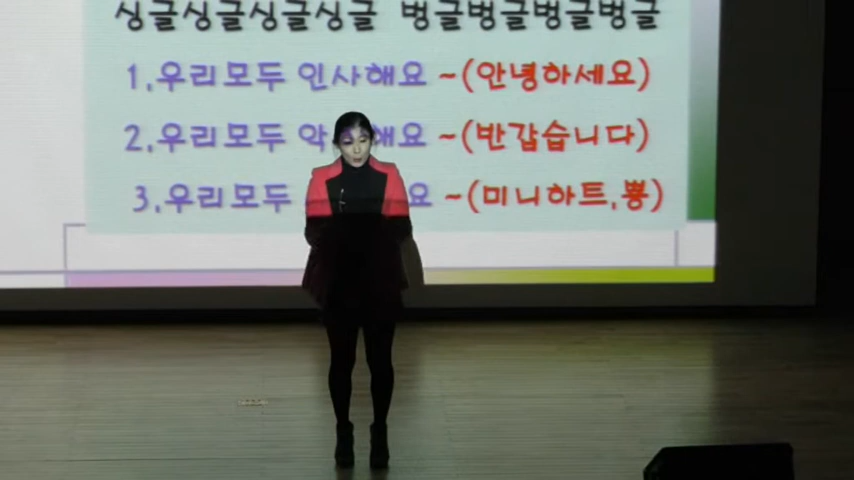 싱글싱글싱글싱글 벙글벙글벙글벙글
1,우리모두 인사해요 ~(안녕하세요)
2,우리모두 악 해요 ~(반갑습니다)
3,우리모두 요 ~(미니하트,뿅)